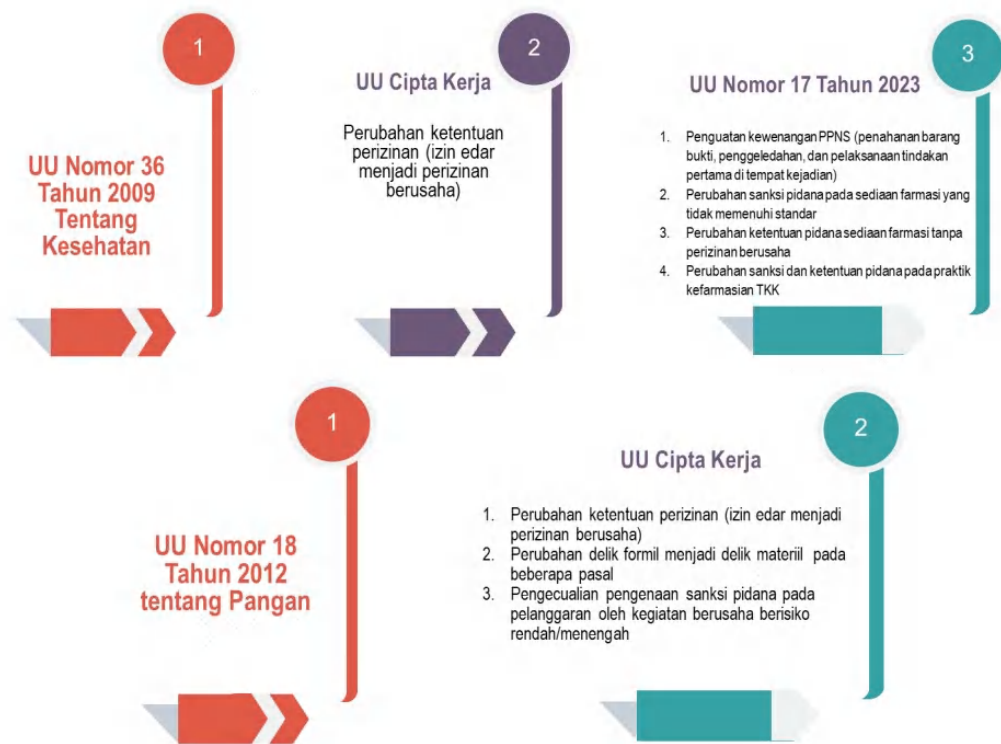 1
UU Nomor 36
Tahun 2009
Tentang
Kesehatan
2
UU Cipta Kerja
Perubahan ketentuan
perizinan (izin edar
menjadi perizinan
berusaha)
3
UU Nomor 17 Tahun 2023
1. Penguatan kewenangan PPNS (penahanan barang
bukti, penggeledahan, dan pelaksanaan tindakan
pertama di tempat kejadian)
2. Perubahan sanksi pidana pada sediaan farmasi yang
tidak memenuhi standar
3. Perubahan ketentuan pidana sediaan farmasi tanpa
perizinan berusaha
4. Perubahan sanksi dan ketentuan pidana pada praktik
kefarmasian TKK
1
UU Nomor 18
Tahun 2012
tentang Pangan
2
UU Cipta Kerja
1. Perubahan ketentuan perizinan (izin edar menjadi
perizinan berusaha)
2. Perubahan delik formil menjadi delik materiil pada
beberapa pasal
3. Pengecualian pengenaan sanksi pidana pada
pelanggaran oleh kegiatan berusaha berisiko
rendah/menengah